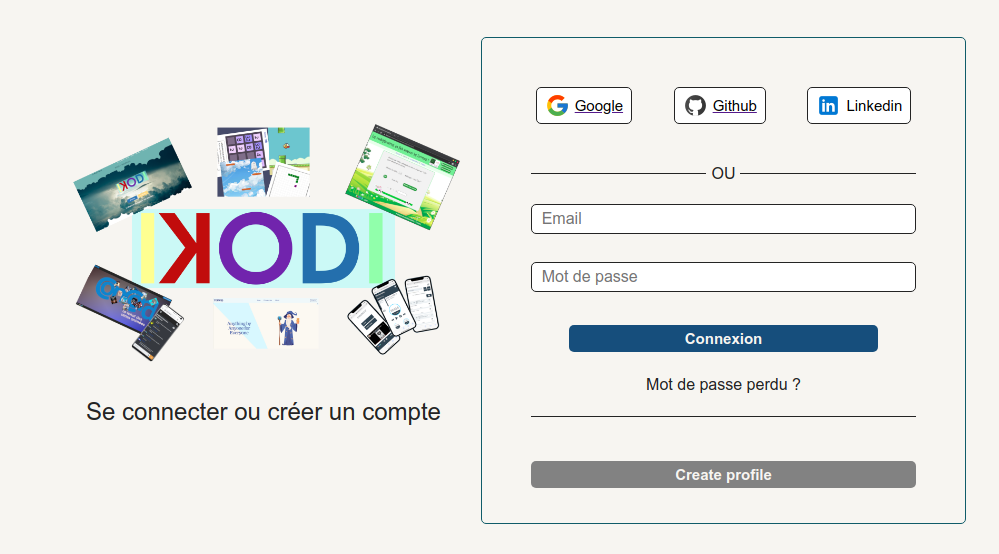 KODI
Se connecter ou créer un compte
Google
Github
Linkedin
OU
Email
Mot de passe
Connexion
Mot de passe perdu ?
Create profile